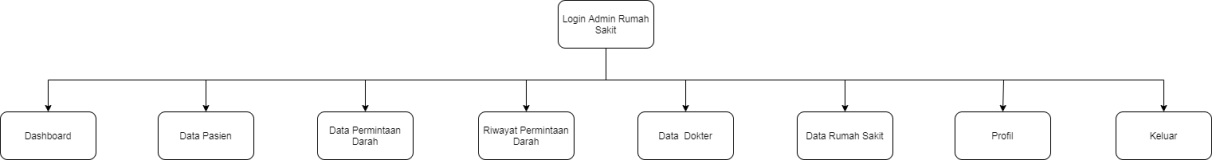 Login Admin Rumah
Sakit
Dashboard
Data Pasien
Data Permintaan
Darah
Riwayat Permintaan
Darah
Data Dokter
Data Rumah Sakit
Profil
Keluar